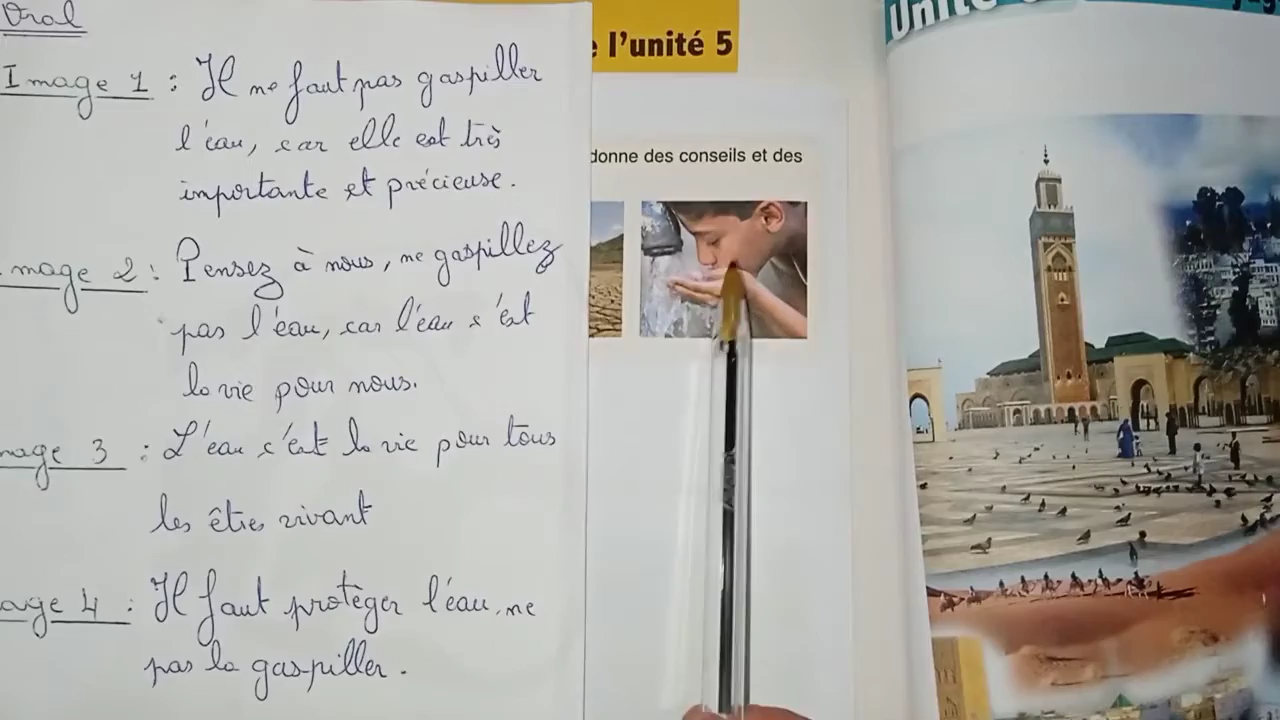 Oral
Image 1 : Il ne faut pas gaspiller
l'eau, car elle est très
importante et précieuse.
mage 2 : Pensez à nous, ne gaspillez
pas l'eau, car l'eau c'est
la vie pour nous.
mage 3 : L'eau c'est la vie pour tous
les êtres vivant
age 4 : Il faut protéger l'eau, ne
pas la gaspiller.
e l'unité 5
donne des conseils et des
Unité